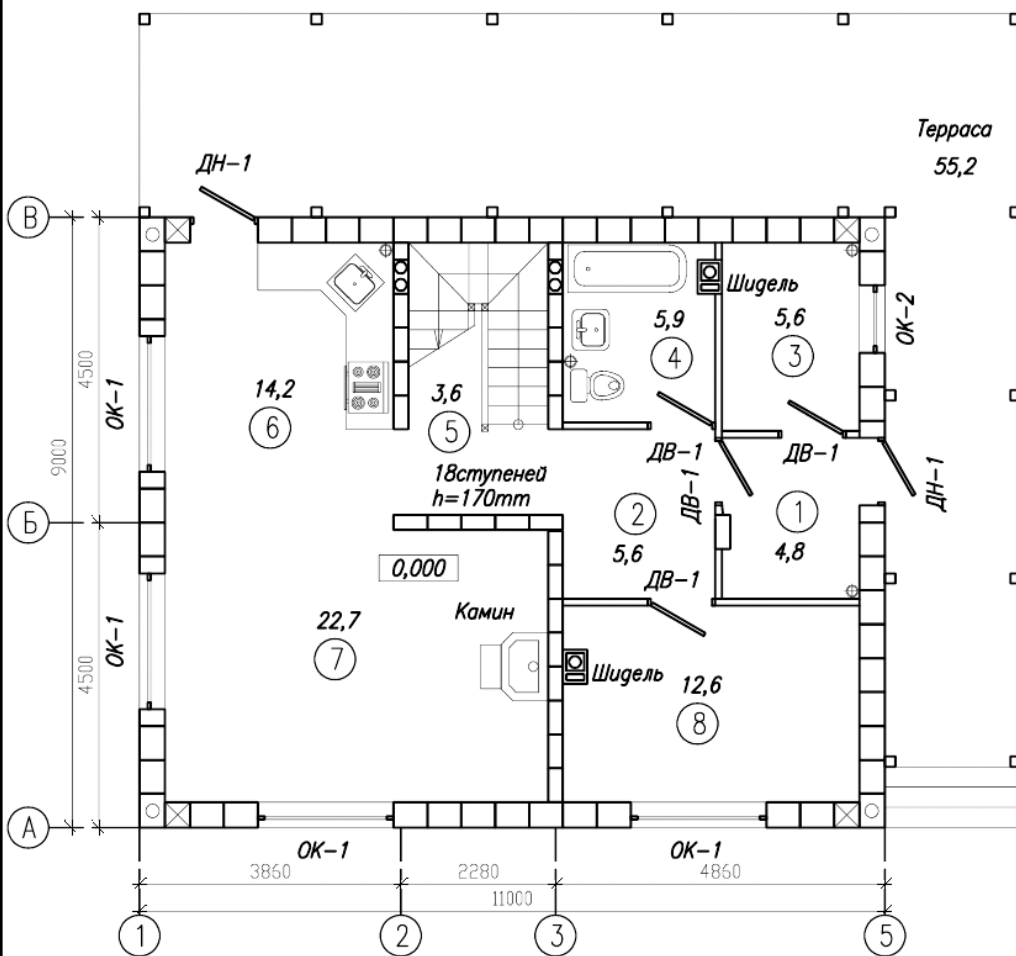 Терраса
55,2
ДН-1
В
Шидель
5,9
4
5,6
3
ОК-2
4500
ОК-1
14,2
6
3,6
5
9000
18ступеней
h=170mm
ДВ-1
ДВ-1
ДВ-1
ДН-1
Б
2
5,6
1
4,8
0,000
ДВ-1
Камин
ОК-1
22,7
7
4500
Шидель
12,6
8
А
ОК-1
ОК-1
3860
2280
4860
11000
1
2
3
5